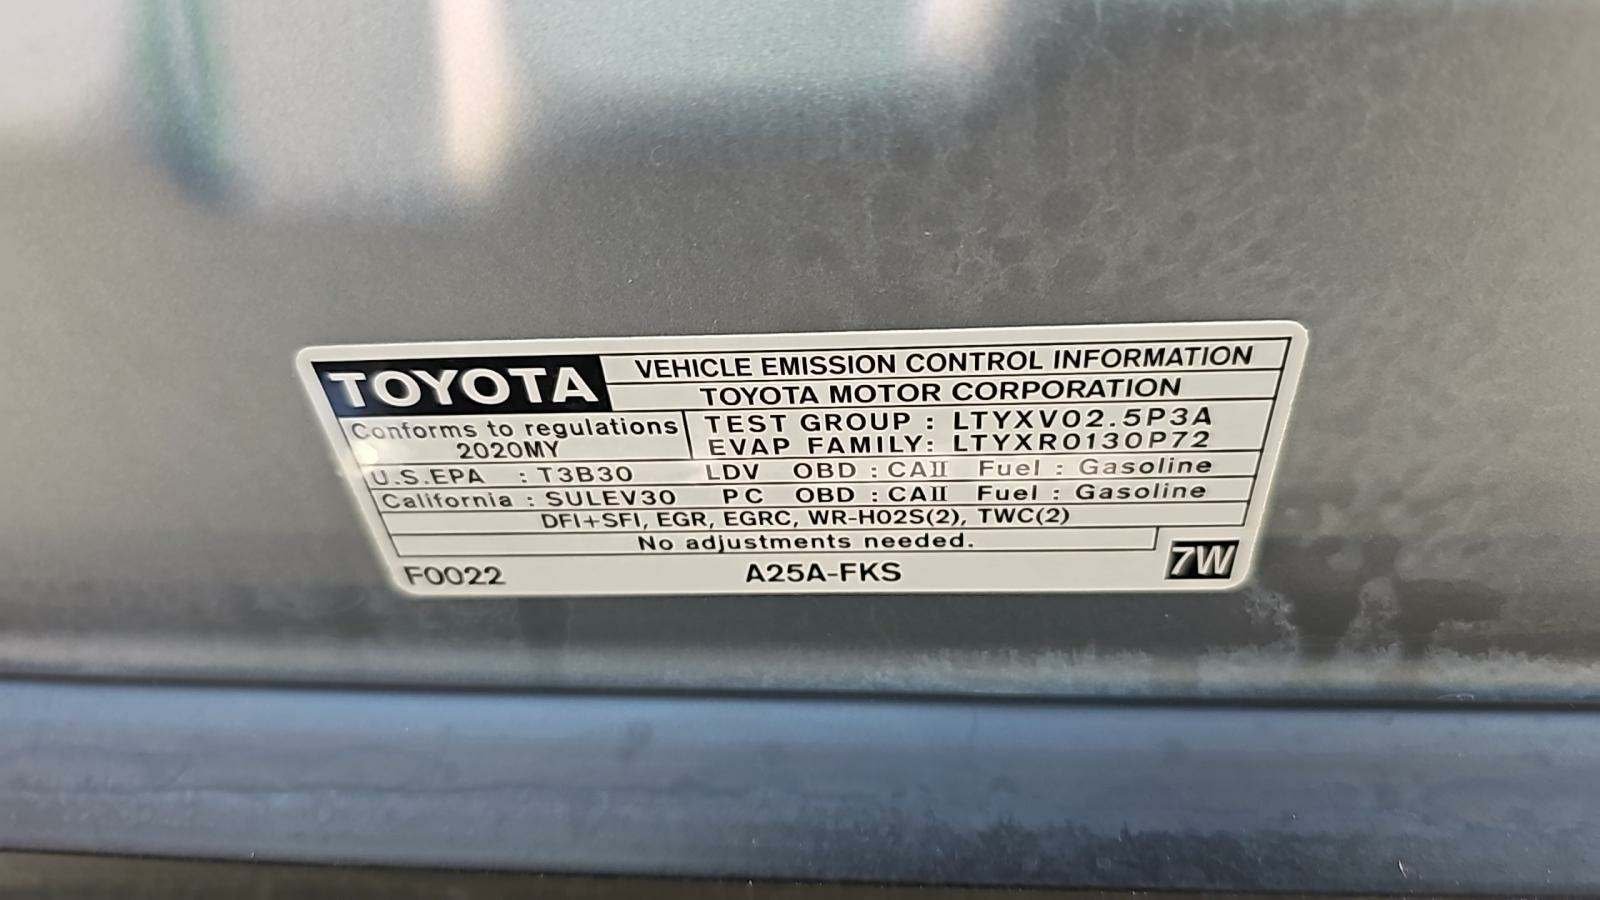 TOYOTA
VEHICLE EMISSION CONTROL INFORMATION
TOYOTA MOTOR CORPORATION
Conforms to regulations
2020MY
TEST GROUP : LTYXV02.5P3A
EVAP FAMILY: LTYXR0130P72
U.S.EPA : T3B30 LDV OBD : CAII Fuel : Gasoline
California : SULEV30 PC OBD : CAII Fuel : Gasoline
DFI+SFI, EGR, EGRC, WR-HO2S(2), TWC(2)
No adjustments needed.
F0022 A25A-FKS 7W